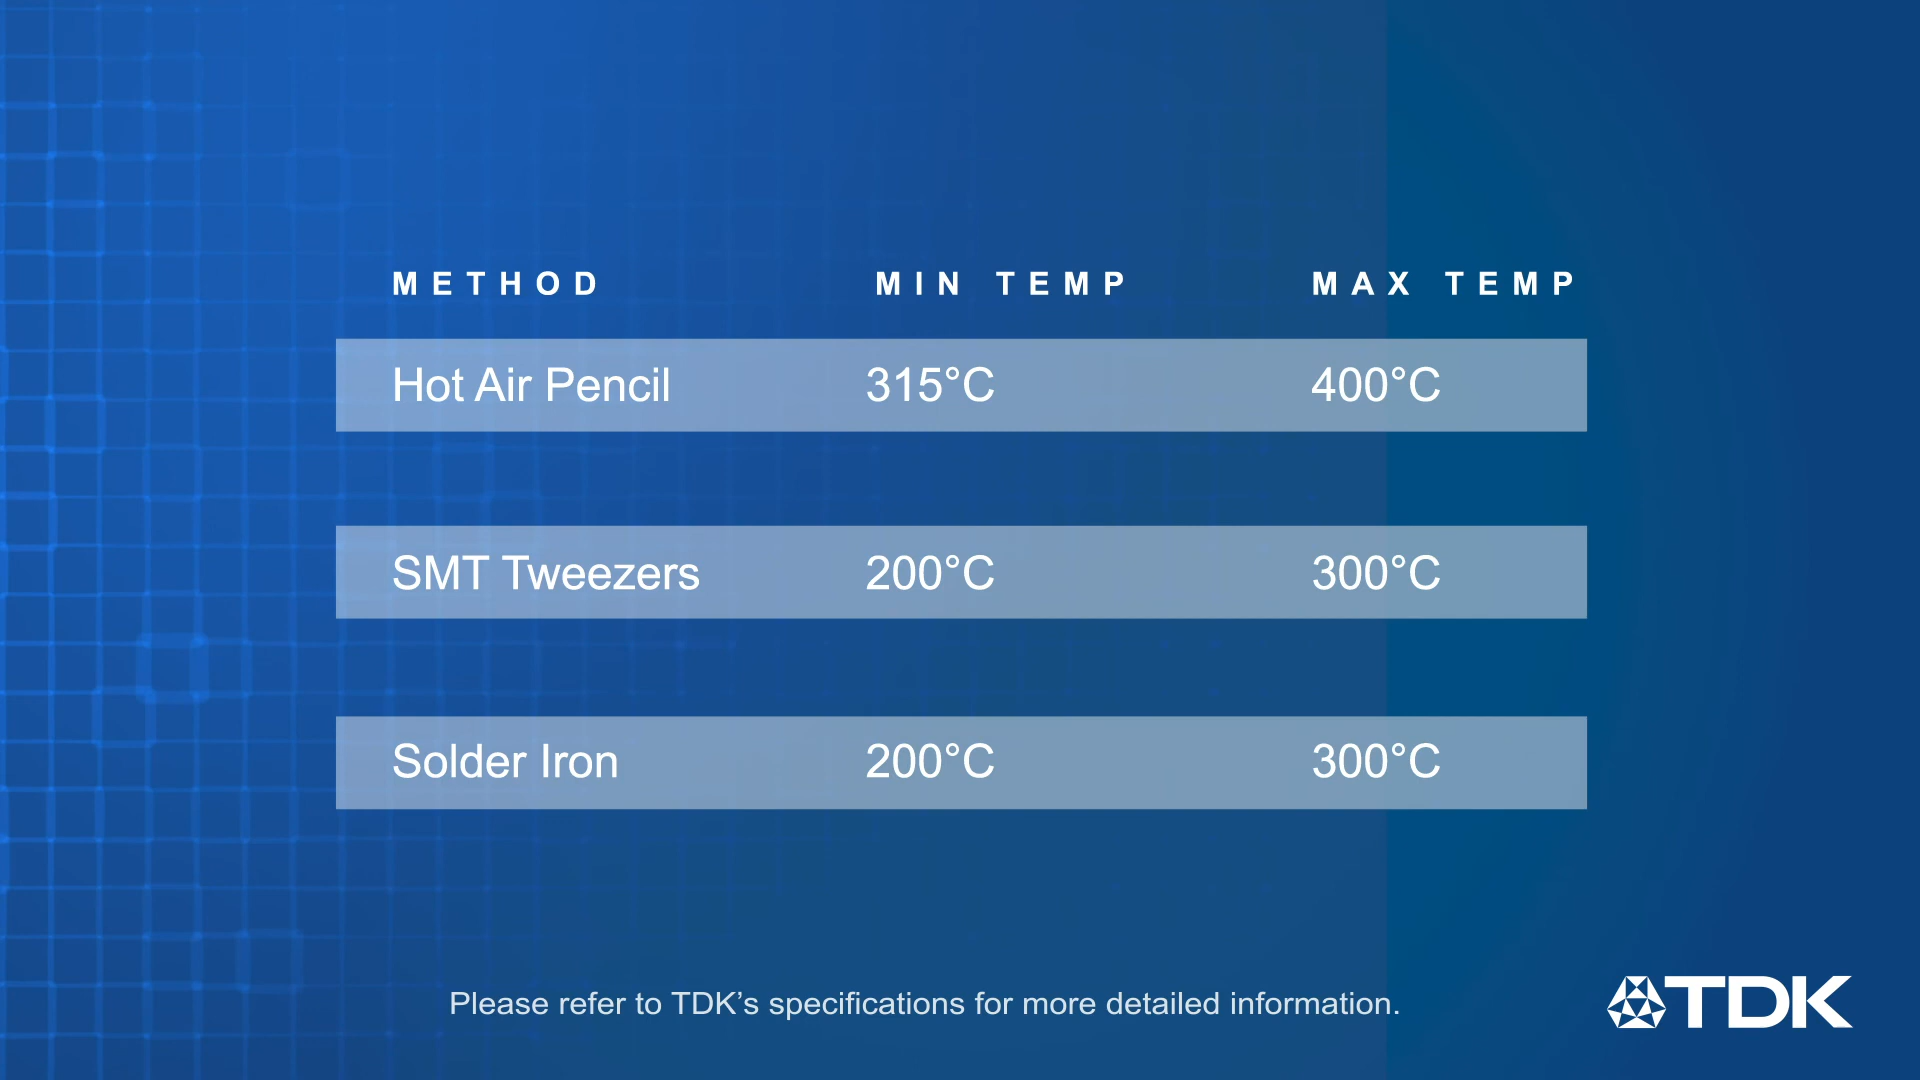 METHOD MIN TEMP MAX TEMP
Hot Air Pencil 315°C 400°C
SMT Tweezers 200°C 300°C
Solder Iron 200°C 300°C
Please refer to TDK’s specifications for more detailed information.
TDK